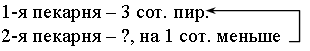 1-я пекарня – 3 сот. пир.
2-я пекарня – ?, на 1 сот. меньше